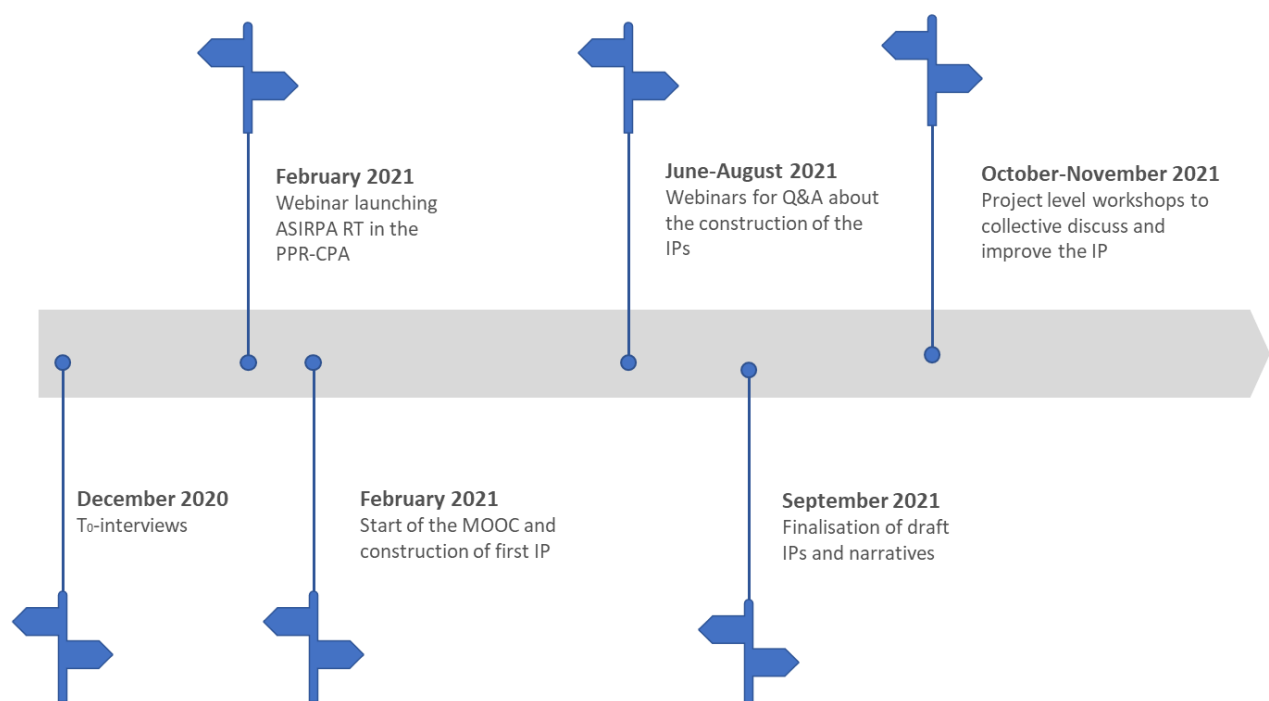 February 2021
Webinar launching
ASIRPA RT in the
PPR-CPA
June-August 2021
Webinars for Q&A about
the construction of the
IPs
October-November 2021
Project level workshops to
collective discuss and
improve the IP
December 2020
T₀-interviews
February 2021
Start of the MOOC and
construction of first IP
September 2021
Finalisation of draft
IPs and narratives